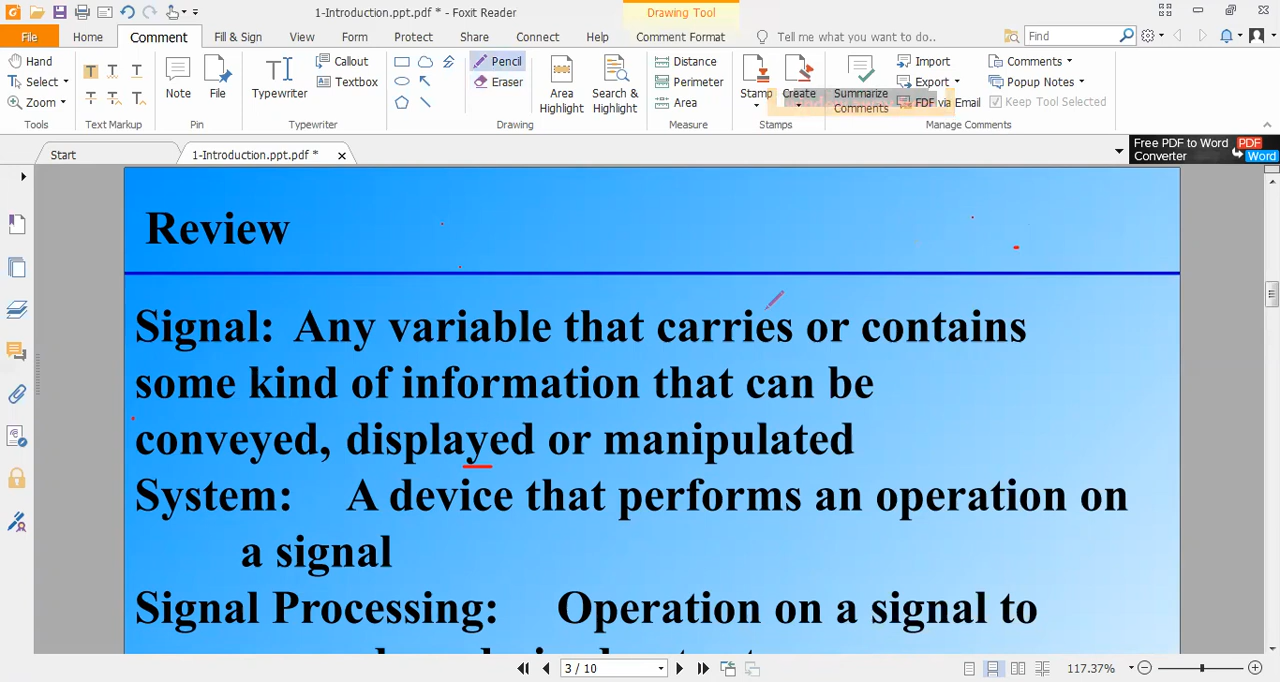 1-Introduction.ppt.pdf * - Foxit Reader
Drawing Tool
File
Home
Comment
Fill & Sign
View
Form
Protect
Share
Connect
Help
Comment Format
Tell me what you want to do..
Find
Hand
Select
Zoom
Tools
Text Markup
Note
File
Pin
Typewriter
Callout
Textbox
Typewriter
Pencil
Eraser
Drawing
Area Highlight
Search & Highlight
Distance
Perimeter
Area
Measure
Stamp
Create
Stamps
Summarize Comments
Import
Export
FDF via Email
Comments
Popup Notes
Keep Tool Selected
Manage Comments
Start
1-Introduction.ppt.pdf *
Free PDF to Word Converter
PDF
Word
Review
Signal: Any variable that carries or contains
some kind of information that can be
conveyed, displayed or manipulated
System: A device that performs an operation on
a signal
Signal Processing: Operation on a signal to
3 / 10
117.37%